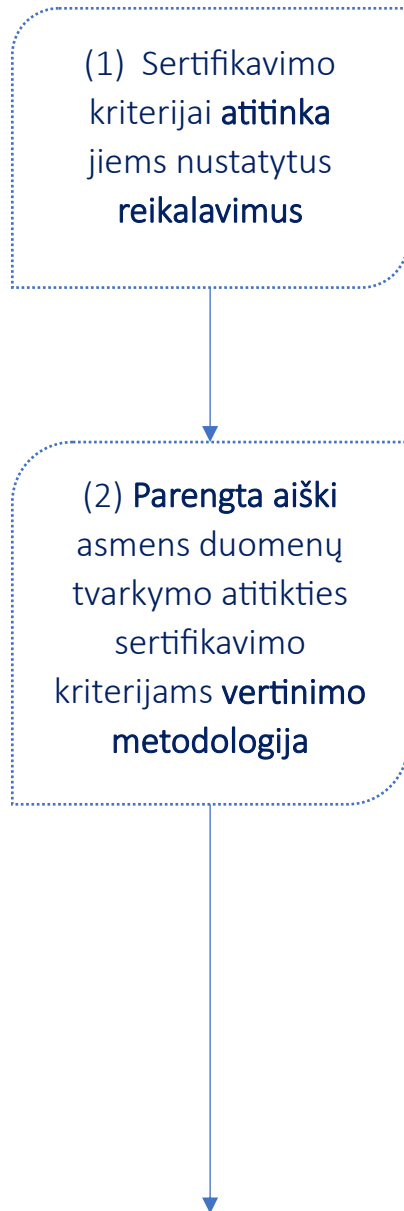 (1) Sertifikavimo
kriterijai atitinka
jiems nustatytus
reikalavimus
(2) Parengta aiški
asmens duomenų
tvarkymo atitikties
sertifikavimo
kriterijams vertinimo
metodologija